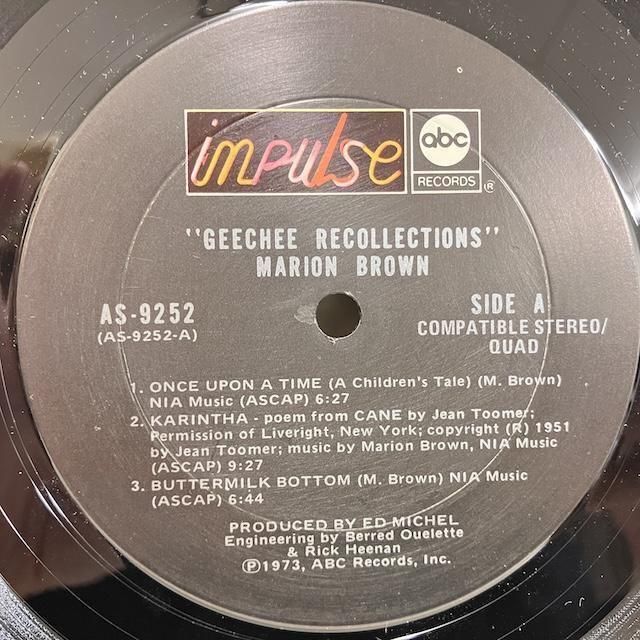 impulse
abc
RECORDS
®
"GEECHEE RECOLLECTIONS"
MARION BROWN
AS-9252
(AS-9252-A)
SIDE A
COMPATIBLE STEREO/
QUAD
1. ONCE UPON A TIME (A Children's Tale) (M. Brown)
NIA Music (ASCAP) 6:27
2. KARINTHA - poem from CANE by Jean Toomer;
Permission of Liveright, New York; copyright (R) 1951
by Jean Toomer; music by Marion Brown, NIA Music
(ASCAP) 9:27
3. BUTTERMILK BOTTOM (M. Brown) NIA Music
(ASCAP) 6:44
PRODUCED BY ED MICHEL
Engineering by Berred Ouelette
& Rick Heenan
℗1973, ABC Records, Inc.